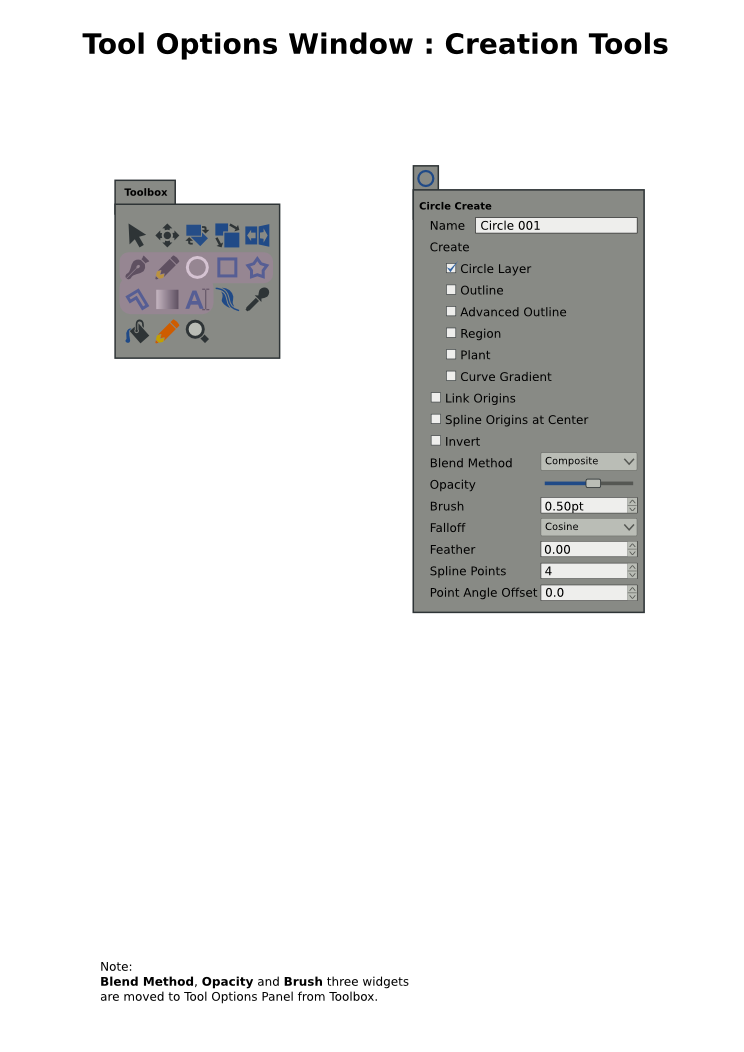 Tool Options Window : Creation Tools
Toolbox
Circle Create
Name Circle 001
Create
Circle Layer
Outline
Advanced Outline
Region
Plant
Curve Gradient
Link Origins
Spline Origins at Center
Invert
Blend Method Composite
Opacity
Brush 0.50pt
Falloff Cosine
Feather 0.00
Spline Points 4
Point Angle Offset 0.0
Note:
Blend Method, Opacity and Brush three widgets
are moved to Tool Options Panel from Toolbox.